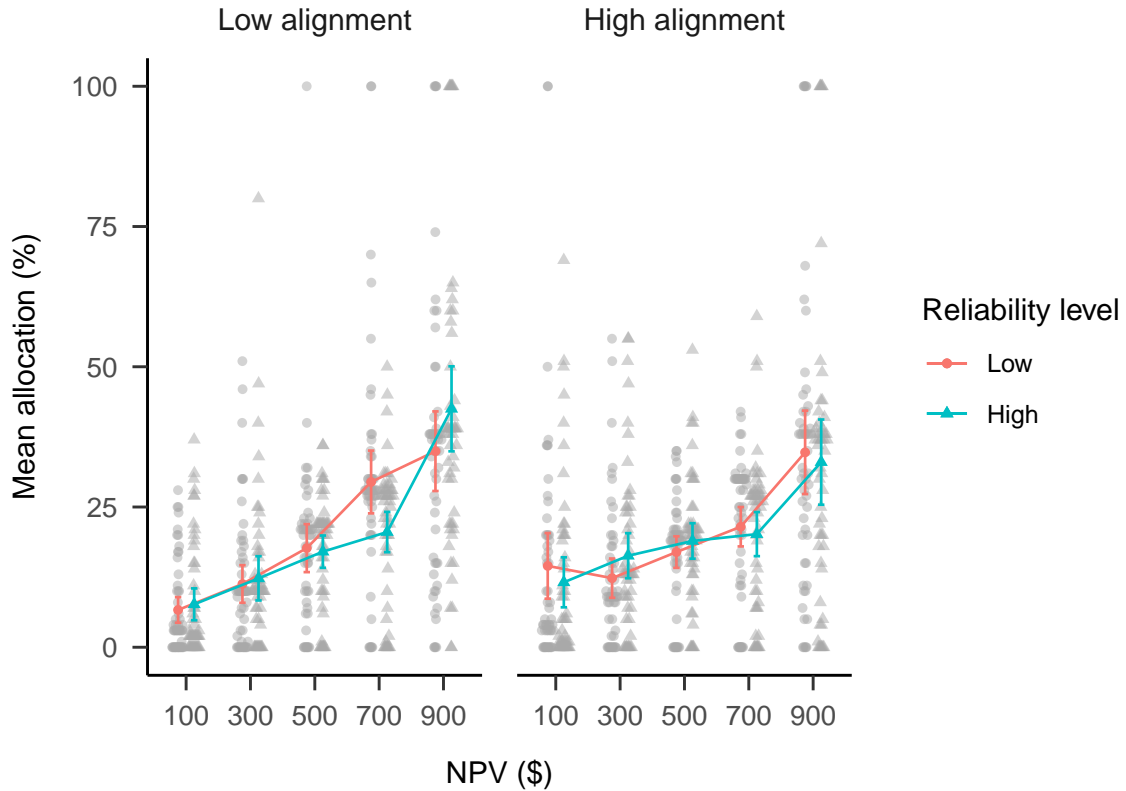 Low alignment
High alignment
100
75
50
25
0
Mean allocation (%)
100 300 500 700 900
100 300 500 700 900
NPV ($)
Reliability level
Low
High